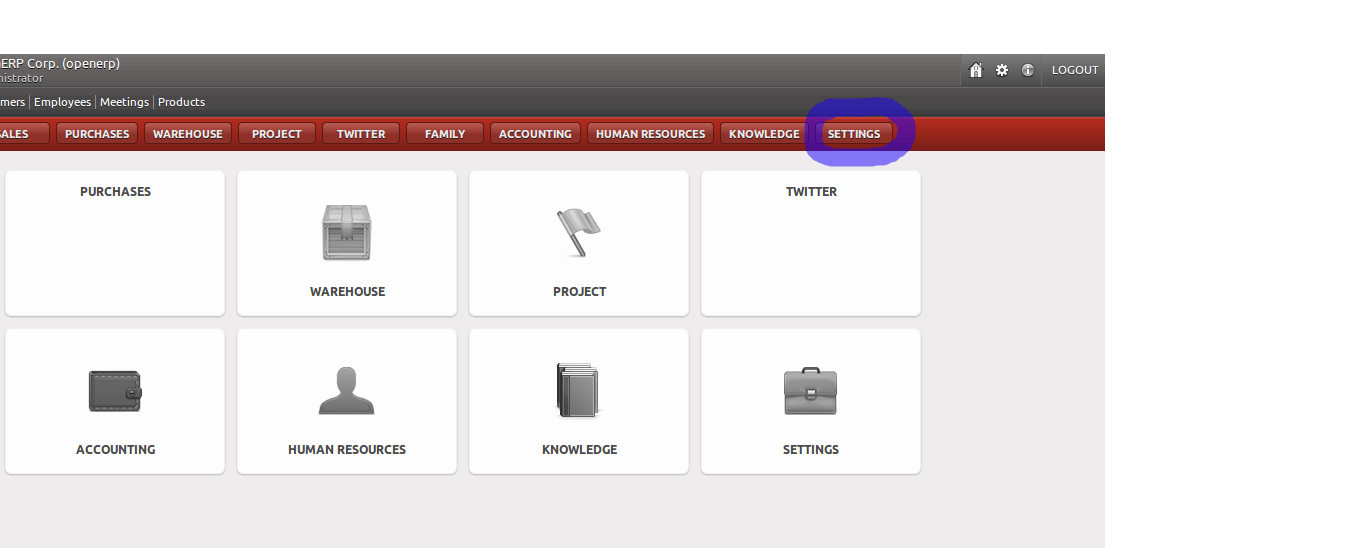 ERP Corp. (openerp)
nistrator
LOGOUT
mers Employees Meetings Products
SALES PURCHASES WAREHOUSE PROJECT TWITTER FAMILY ACCOUNTING HUMAN RESOURCES KNOWLEDGE SETTINGS
PURCHASES
WAREHOUSE
PROJECT
TWITTER
ACCOUNTING
HUMAN RESOURCES
KNOWLEDGE
SETTINGS